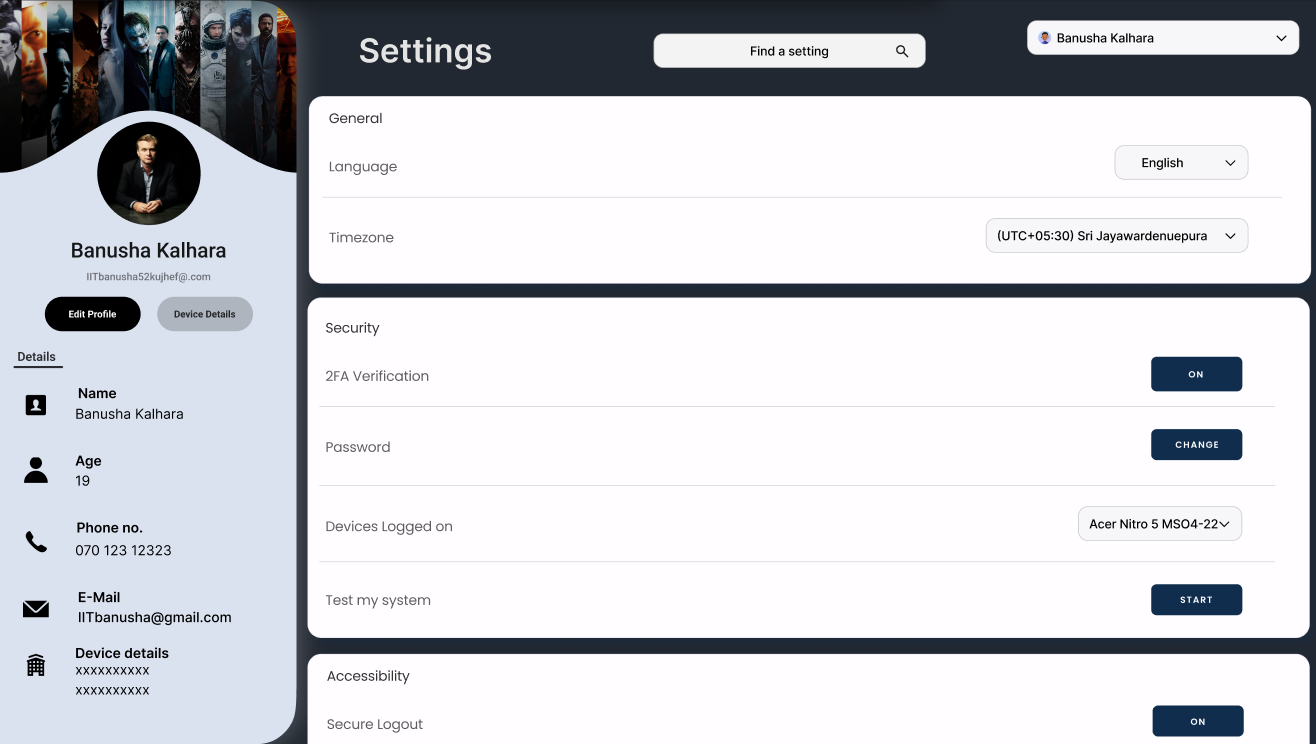 Settings
Find a setting
Banusha Kalhara
Banusha Kalhara
IITbanusha52kujhef@.com
Edit Profile
Device Details
Details
Name
Banusha Kalhara
Age
19
Phone no.
070 123 12323
E-Mail
IITbanusha@gmail.com
Device details
xxxxxxxxxx
xxxxxxxxxx
General
Language
English
Timezone
(UTC+05:30) Sri Jayawardenuepura
Security
2FA Verification
ON
Password
CHANGE
Devices Logged on
Acer Nitro 5 MSO4-22
Test my system
START
Accessibility
Secure Logout
ON